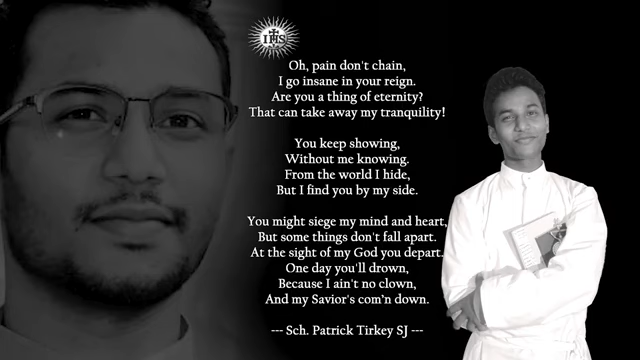 IHS
Oh, pain don't chain,
I go insane in your reign.
Are you a thing of eternity?
That can take away my tranquility!
You keep showing,
Without me knowing.
From the world I hide,
But I find you by my side.
You might siege my mind and heart,
But some things don't fall apart.
At the sight of my God you depart.
One day you'll drown,
Because I ain't no clown,
And my Savior's com'n down.
--- Sch. Patrick Tirkey SJ ---